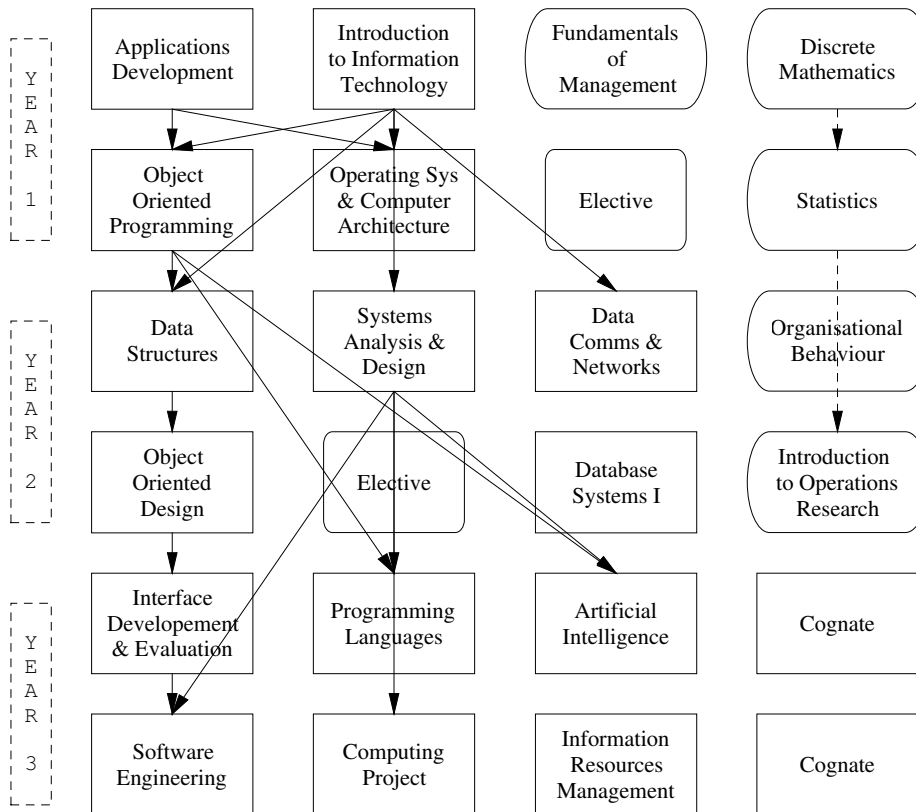 Applications
Development
Introduction
to Information
Technology
Fundamentals
of
Management
Discrete
Mathematics
Y
E
A
R
1
Object
Oriented
Programming
Operating Sys
& Computer
Architecture
Elective
Statistics
Data
Structures
Systems
Analysis &
Design
Data
Comms &
Networks
Organisational
Behaviour
Y
E
A
R
2
Object
Oriented
Design
Elective
Database
Systems I
Introduction
to Operations
Research
Interface
Developement
& Evaluation
Programming
Languages
Artificial
Intelligence
Cognate
Y
E
A
R
3
Software
Engineering
Computing
Project
Information
Resources
Management
Cognate